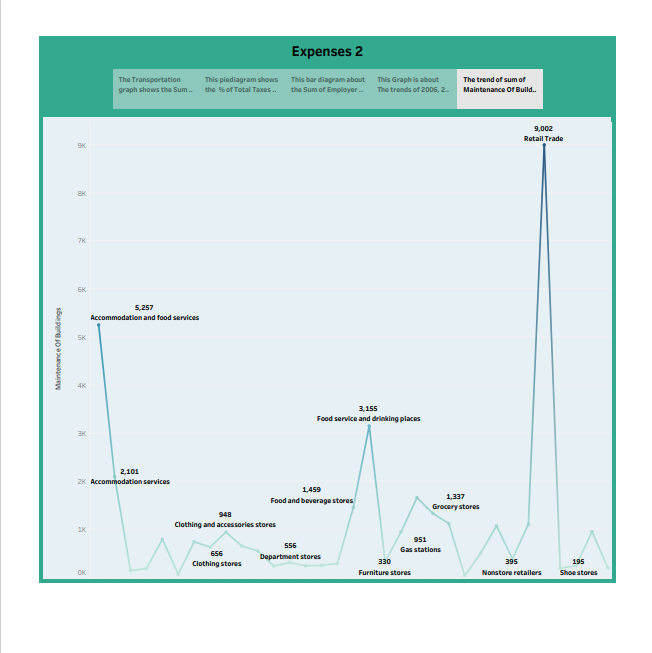 Expenses 2
The Transportation
graph shows the Sum ..
This piediagram shows
the % of Total Taxes ..
This bar diagram about
the Sum of Employer ..
This Graph is about
The trends of 2006, 2..
The trend of sum of
Maintenance Of Build..
9,002
Retail Trade
9K
8K
7K
6K
5,257
Accommodation and food services
5K
Maintenance Of Buildings
4K
3,155
Food service and drinking places
3K
2,101
Accommodation services
2K
1,459
Food and beverage stores
1,337
Grocery stores
948
Clothing and accessories stores
1K
951
Gas stations
656
Clothing stores
556
Department stores
330
Furniture stores
395
Nonstore retailers
195
Shoe stores
0K